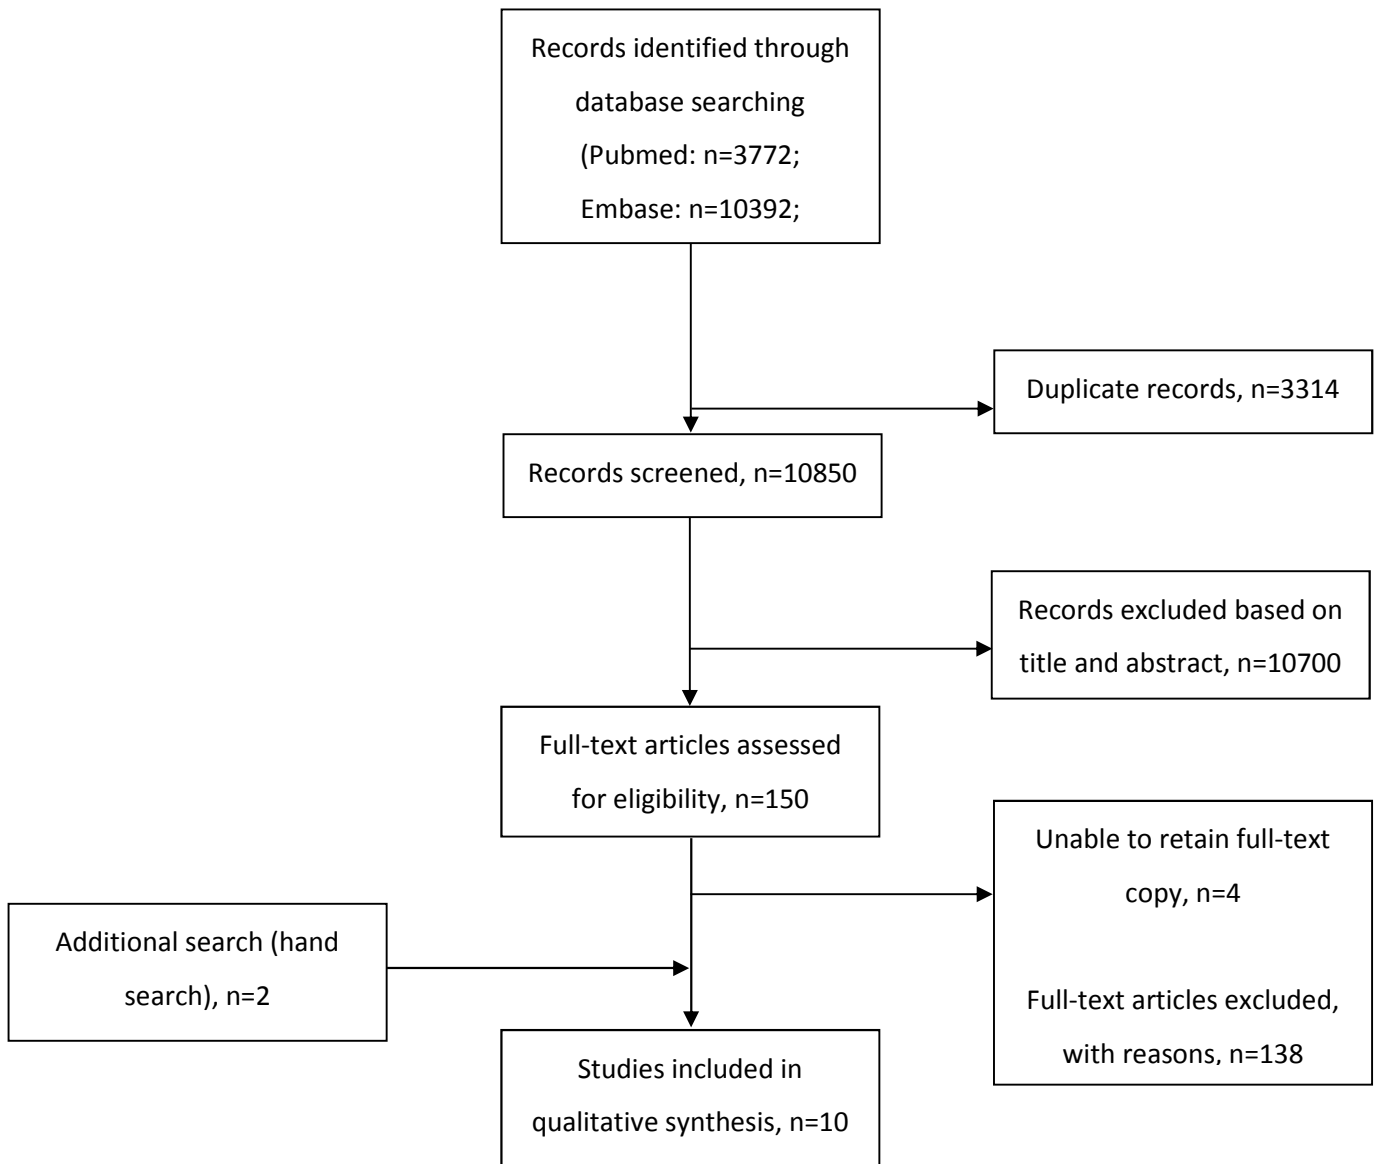 Records identified through
database searching
(Pubmed: n=3772;
Embase: n=10392;
Duplicate records, n=3314
Records screened, n=10850
Records excluded based on
title and abstract, n=10700
Full-text articles assessed
for eligibility, n=150
Unable to retain full-text
copy, n=4
Full-text articles excluded,
with reasons, n=138
Additional search (hand
search), n=2
Studies included in
qualitative synthesis, n=10